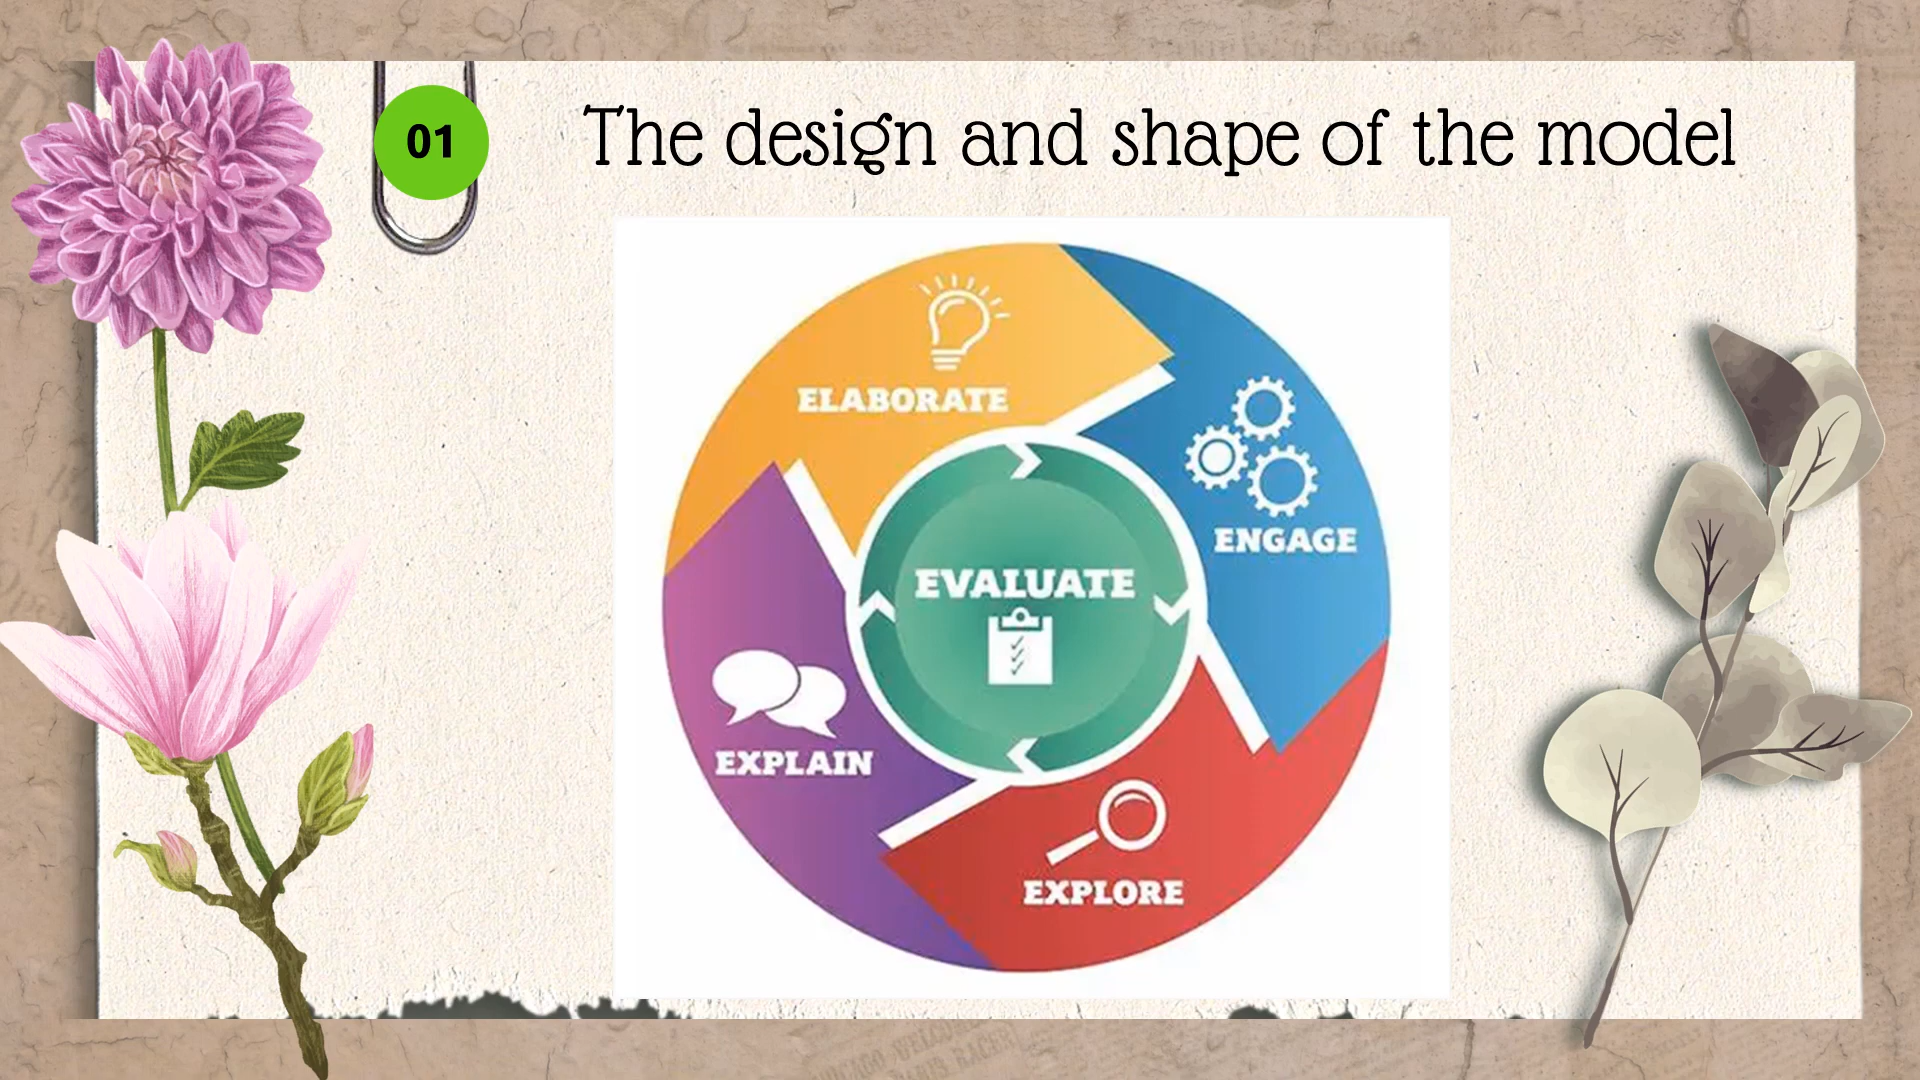 01
The design and shape of the model
ELABORATE
ENGAGE
EVALUATE
EXPLAIN
EXPLORE